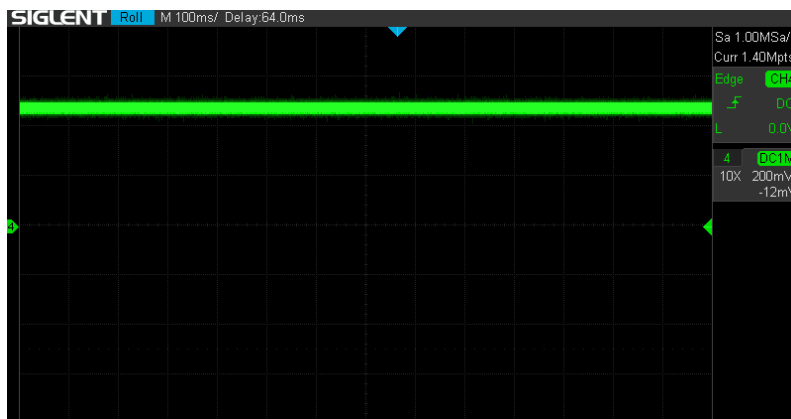 SIGLENT Roll M 100ms/ Delay:64.0ms
Sa 1.00MSa/
Curr 1.40Mpts
Edge CH4
DC
L 0.0V
4 DC1M
10X 200mV
-12mV
4